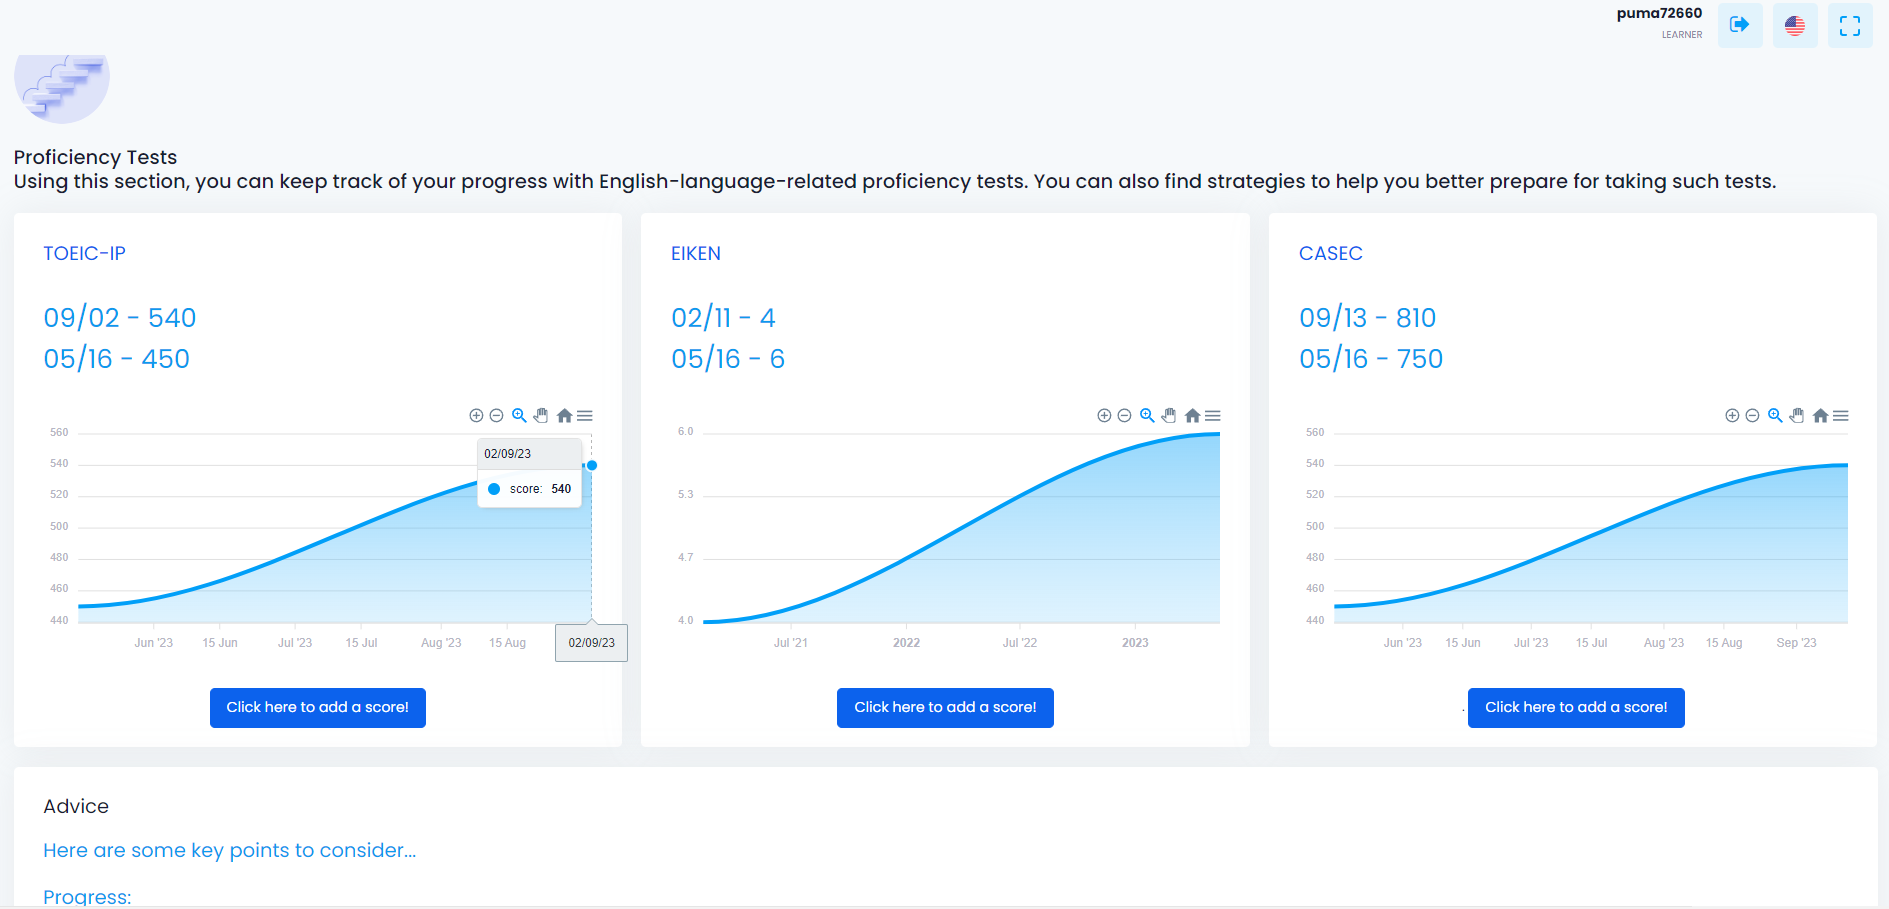 puma72660
LEARNER
Proficiency Tests
Using this section, you can keep track of your progress with English-language-related proficiency tests. You can also find strategies to help you better prepare for taking such tests.
TOEIC-IP
09/02 - 540
05/16 - 450
560
540
520
500
480
460
440
02/09/23
score: 540
Jun '23 15 Jun Jul '23 15 Jul Aug '23 15 Aug
02/09/23
Click here to add a score!
EIKEN
02/11 - 4
05/16 - 6
6.0
5.3
4.7
4.0
Jul '21 2022 Jul '22 2023
Click here to add a score!
CASEC
09/13 - 810
05/16 - 750
560
540
520
500
480
460
440
Jun '23 15 Jun Jul '23 15 Jul Aug '23 15 Aug Sep '23
. Click here to add a score!
Advice
Here are some key points to consider...
Progress: